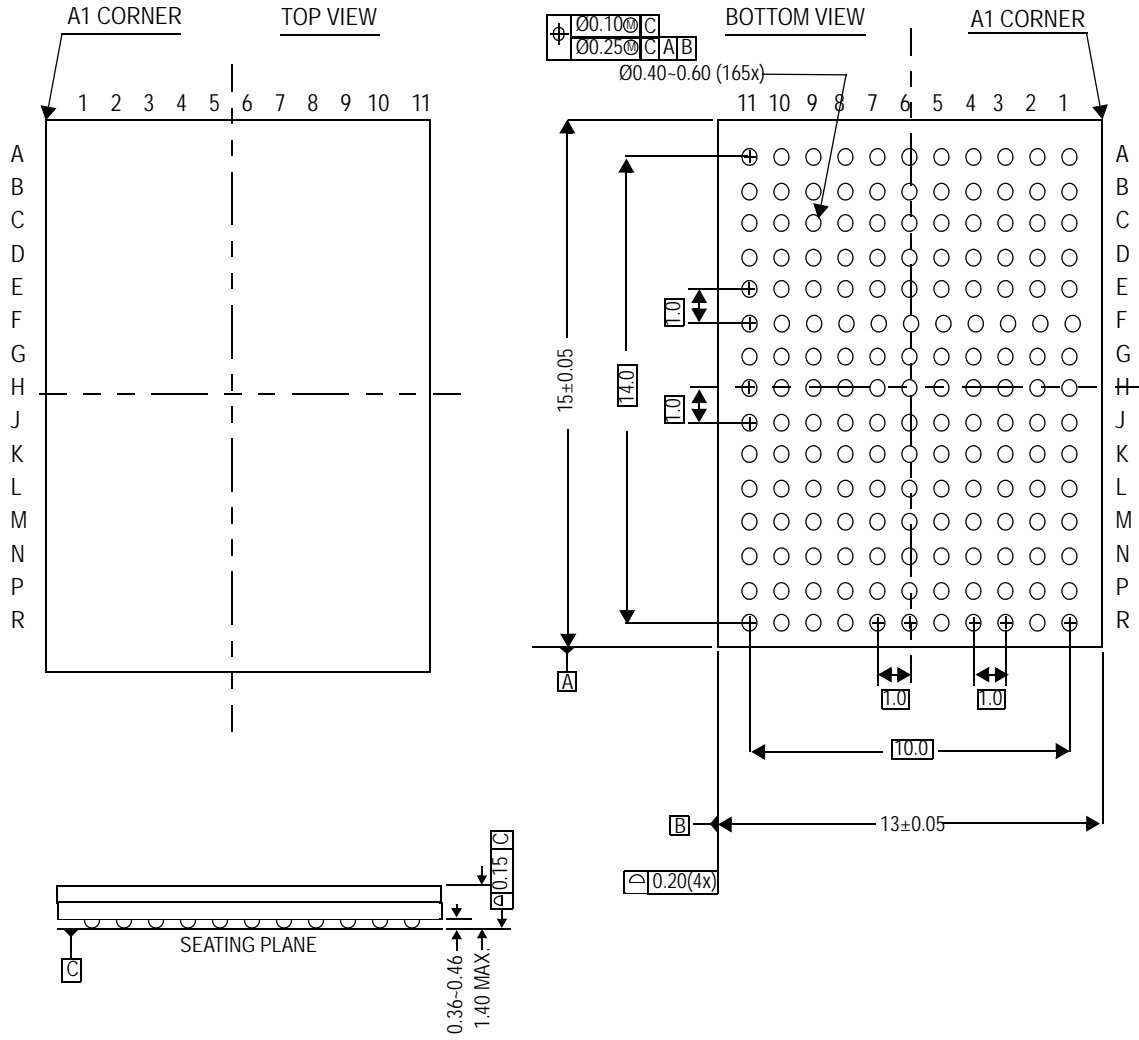 A1 CORNER
TOP VIEW
1 2 3 4 5 6 7 8 9 10 11
A
B
C
D
E
F
G
H
J
K
L
M
N
P
R
Ø0.10Ⓜ C
Ø0.25Ⓜ C A B
Ø0.40~0.60 (165x)
BOTTOM VIEW
A1 CORNER
11 10 9 8 7 6 5 4 3 2 1
A
B
C
D
E
F
G
H
J
K
L
M
N
P
R
1.0
1.0
15±0.05
14.0
A
1.0
1.0
10.0
B
13±0.05
0.20(4x)
0.15 C
SEATING PLANE
C
0.36~0.46
1.40 MAX.